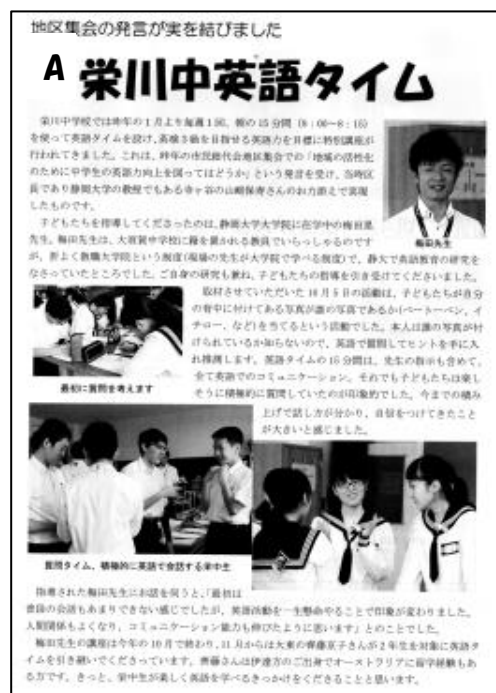 地区集会の発言が実を結びました
A 栄川中英語タイム
栄川中学校では昨年の1月より毎週1回、朝の15分間（8:00～8:15）
を使って英語タイムを設け、英検3級を目指せる英語力を目標に特別講座が
行われてきました。これは、昨年の市民総代会地区集会での「地域の活性化
のために中学生の英語力向上を図ってはどうか」という発言を受け、当時区
長であり静岡大学の教授でもある寺ヶ谷の山﨑保寿さんのお力添えで実現
したものです。
子どもたちを指導してくださったのは、静岡大学大学院に在学中の梅田
先生。梅田先生は、大須賀中学校に籍を置かれる教員でいらっしゃるのです
が、折よく教職大学院という制度（現場の先生が大学院で学べる制度）で、静大で英語教育の研究を
なさっていたところでした。ご自身の研究も兼ね、子どもたちの指導を引き受けてくださいました。
梅田先生
取材させていただいた10月5日の活動は、子どもたちが自分
の背中に付けてある写真が誰の写真であるか（ベートーベン、イ
チロー、など）を当てるという活動でした。本人は誰の写真が付
けられているか知らないので、英語で質問してヒントを手に入
れ推測します。英語タイムの15分間は、先生の指示も含めて、
全て英語でのコミュニケーション。それでも子どもたちは楽し
そうに積極的に質問していたのが印象的でした。今までの積み
上げで話し方が分かり、自信をつけてきたこと
が大きいと感じました。
最初に質問を考えます
質問タイム、積極的に英語で会話する栄中生
指導された梅田先生にお話を伺うと、「最初は
普段の会話もあまりできない感じでしたが、英語活動を一生懸命やることで印象が変わりました。
人間関係もよくなり、コミュニケーション能力も伸びたように思います」とのことでした。
梅田先生の講座は今年の10月で終わり、11月からは大東の齊藤京子さんが2年生を対象に英語タ
イムを引き継いでくださっています。齊藤さんは伊達方のご出身でオーストラリアに留学経験もあ
る方です。きっと、栄中生が楽しく英語を学べるきっかけをくださることと思います。